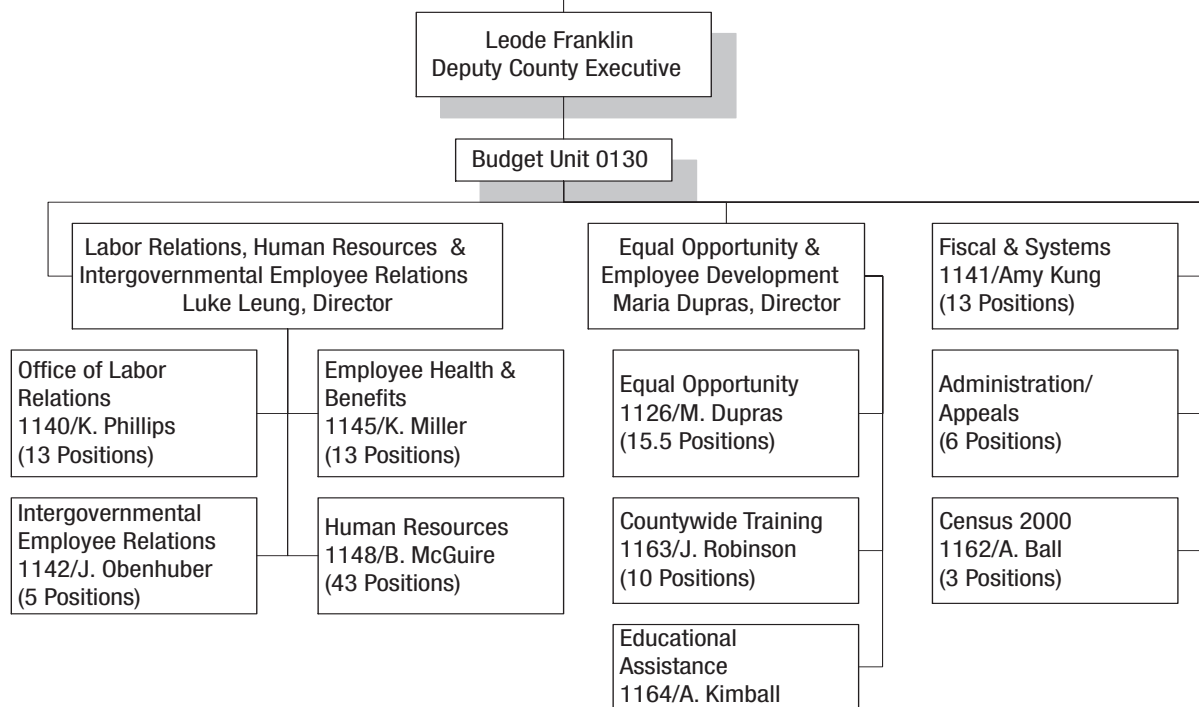 Leode Franklin
Deputy County Executive
Budget Unit 0130
Labor Relations, Human Resources &
Intergovernmental Employee Relations
Luke Leung, Director
Office of Labor
Relations
1140/K. Phillips
(13 Positions)
Employee Health &
Benefits
1145/K. Miller
(13 Positions)
Intergovernmental
Employee Relations
1142/J. Obenhuber
(5 Positions)
Human Resources
1148/B. McGuire
(43 Positions)
Equal Opportunity &
Employee Development
Maria Dupras, Director
Equal Opportunity
1126/M. Dupras
(15.5 Positions)
Countywide Training
1163/J. Robinson
(10 Positions)
Educational
Assistance
1164/A. Kimball
Fiscal & Systems
1141/Amy Kung
(13 Positions)
Administration/
Appeals
(6 Positions)
Census 2000
1162/A. Ball
(3 Positions)